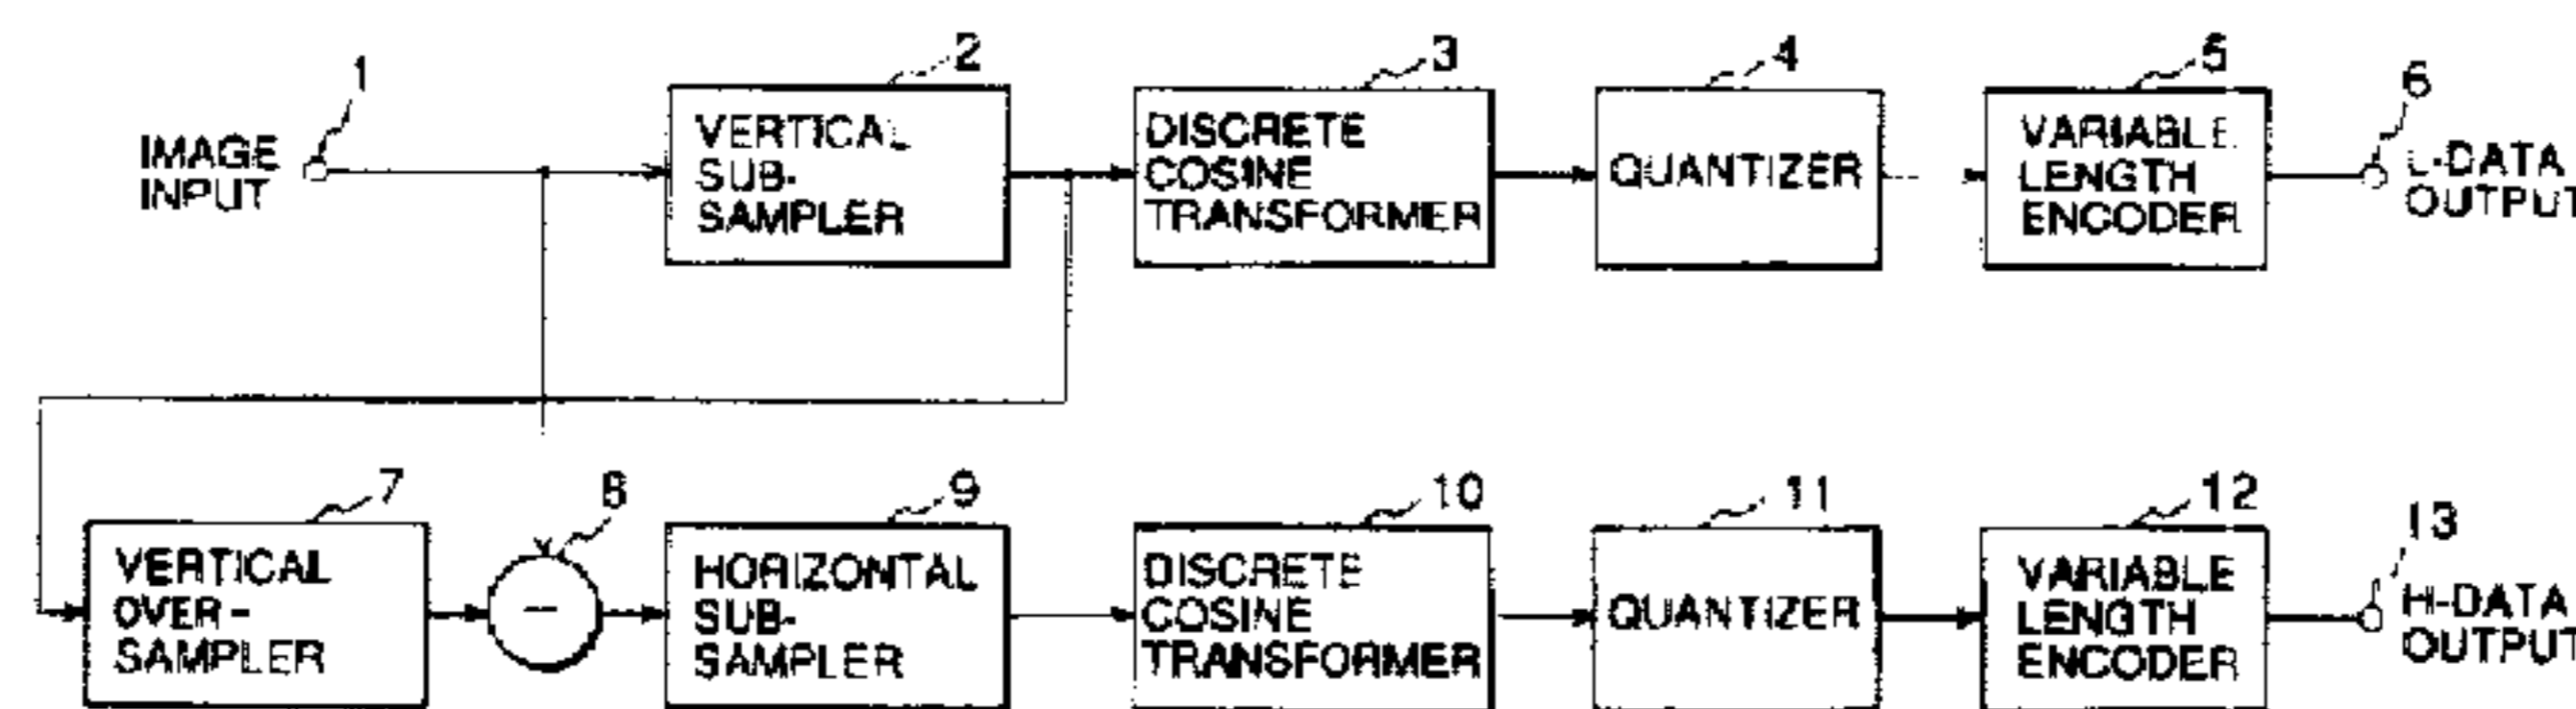 1
2
3
4
5
6
IMAGE
INPUT
VERTICAL
SUB-
SAMPLER
DISCRETE
COSINE
TRANSFORMER
QUANTIZER
VARIABLE
LENGTH
ENCODER
L-DATA
OUTPUT
7
8
9
10
11
12
13
VERTICAL
OVER-
SAMPLER
−
HORIZONTAL
SUB-
SAMPLER
DISCRETE
COSINE
TRANSFORMER
QUANTIZER
VARIABLE
LENGTH
ENCODER
H-DATA
OUTPUT